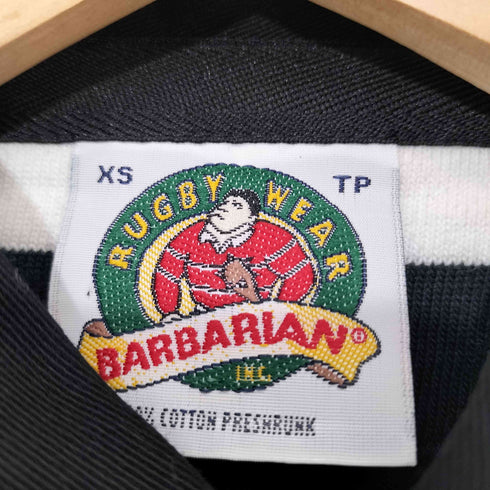 XS TP
RUGBY WEAR
BARBARIAN®
INC.
COTTON PRESHRUNK